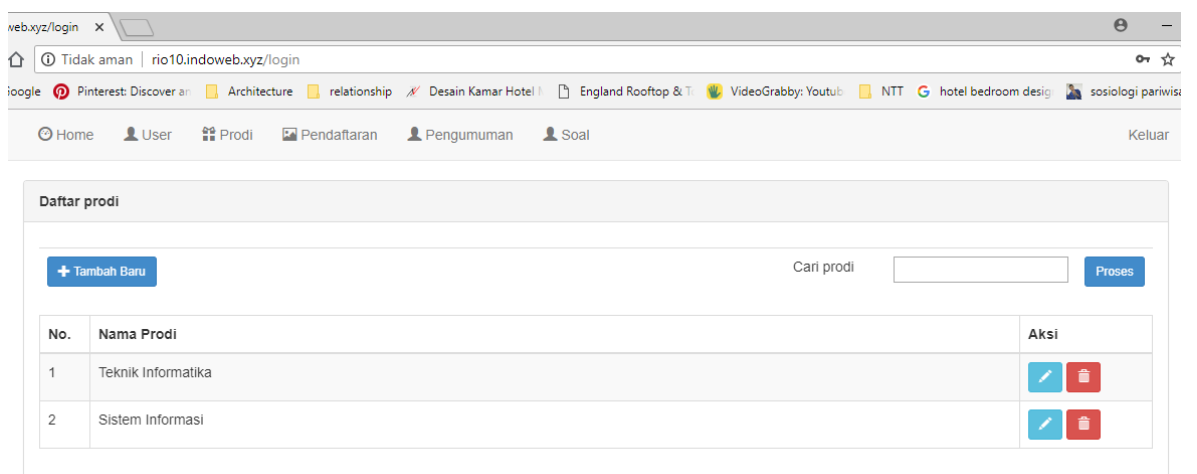 web.xyz/login
Tidak aman | rio10.indoweb.xyz/login
Google Pinterest: Discover an Architecture relationship Desain Kamar Hotel England Rooftop & T VideoGrabby: Youtub NTT hotel bedroom desig sosiologi pariwisa
Home User Prodi Pendaftaran Pengumuman Soal Keluar
Daftar prodi
Tambah Baru Cari prodi Proses
No. Nama Prodi Aksi
1 Teknik Informatika
2 Sistem Informasi